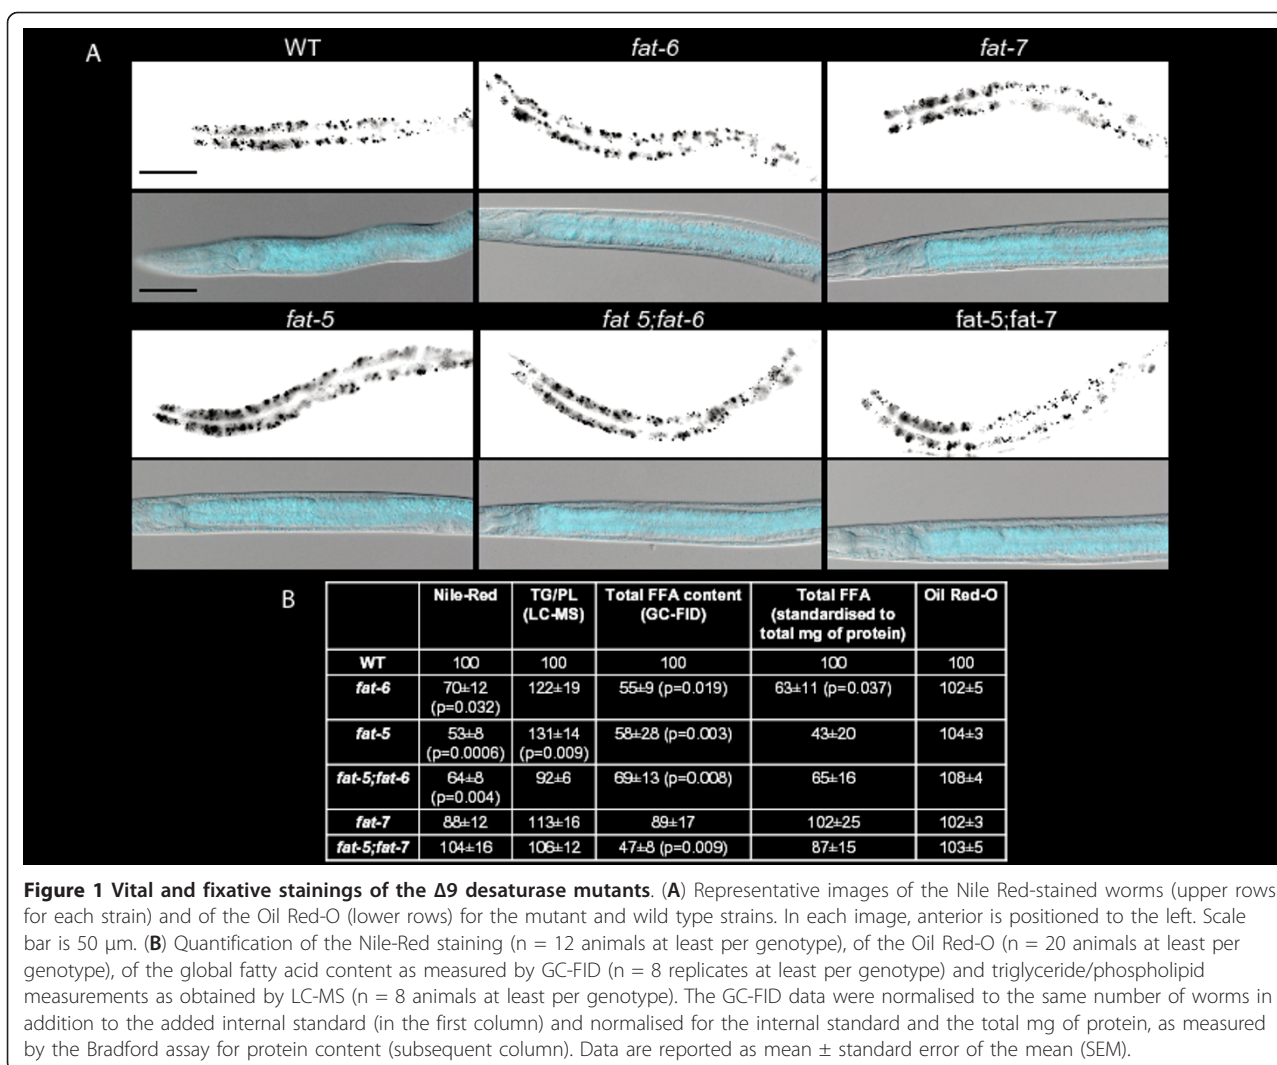 A
WT fat-6 fat-7
fat-5 fat 5;fat-6 fat-5;fat-7
B
Nile-Red TG/PL (LC-MS) Total FFA content (GC-FID) Total FFA (standardised to total mg of protein) Oil Red-O
WT 100 100 100 100 100
fat-6 70±12 (p=0.032) 122±19 55±9 (p=0.019) 63±11 (p=0.037) 102±5
fat-5 53±8 (p=0.0006) 131±14 (p=0.009) 58±28 (p=0.003) 43±20 104±3
fat-5;fat-6 64±8 (p=0.004) 92±6 69±13 (p=0.008) 65±16 108±4
fat-7 88±12 113±16 89±17 102±25 102±3
fat-5;fat-7 104±16 106±12 47±8 (p=0.009) 87±15 103±5
Figure 1 Vital and fixative stainings of the Δ9 desaturase mutants. (A) Representative images of the Nile Red-stained worms (upper rows
for each strain) and of the Oil Red-O (lower rows) for the mutant and wild type strains. In each image, anterior is positioned to the left. Scale
bar is 50 μm. (B) Quantification of the Nile-Red staining (n = 12 animals at least per genotype), of the Oil Red-O (n = 20 animals at least per
genotype), of the global fatty acid content as measured by GC-FID (n = 8 replicates at least per genotype) and triglyceride/phospholipid
measurements as obtained by LC-MS (n = 8 animals at least per genotype). The GC-FID data were normalised to the same number of worms in
addition to the added internal standard (in the first column) and normalised for the internal standard and the total mg of protein, as measured
by the Bradford assay for protein content (subsequent column). Data are reported as mean ± standard error of the mean (SEM).